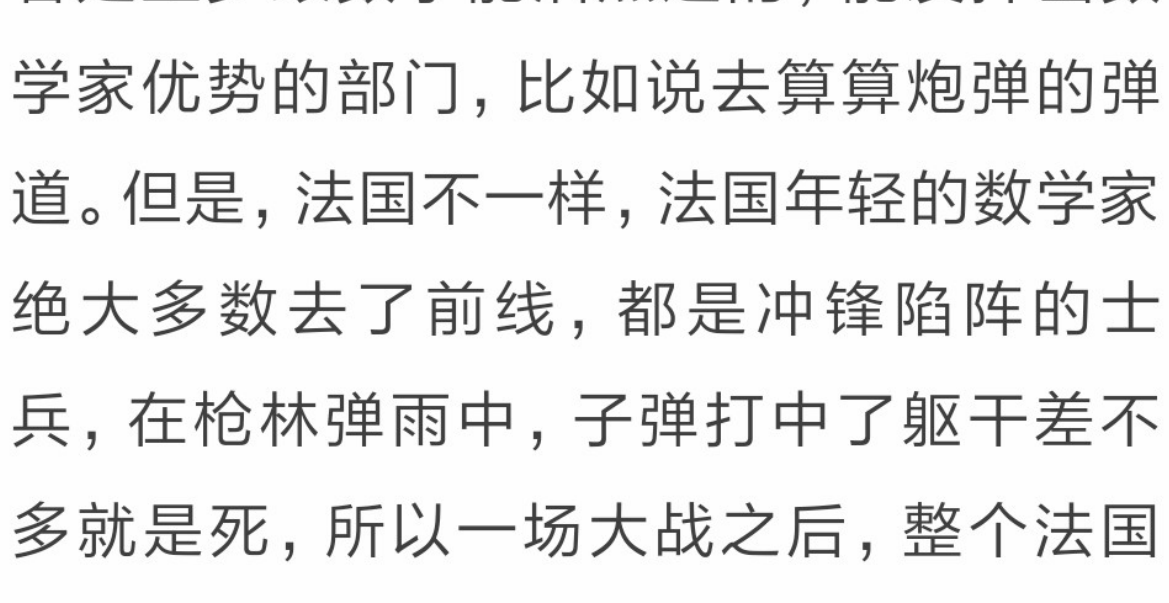 学家优势的部门，比如说去算算炮弹的弹
道。但是，法国不一样，法国年轻的数学家
绝大多数去了前线，都是冲锋陷阵的士
兵，在枪林弹雨中，子弹打中了躯干差不
多就是死，所以一场大战之后，整个法国